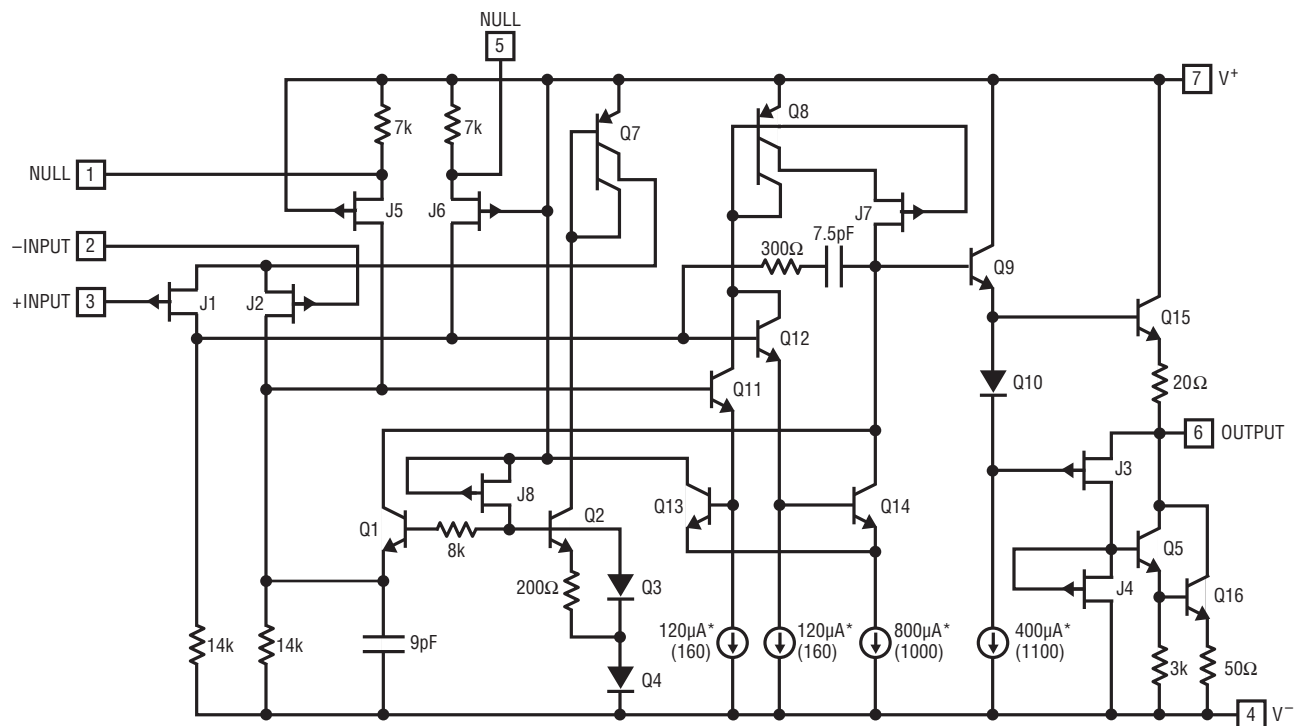 NULL
5
7
V+
7k
7k
Q7
Q8
NULL
1
J5
J6
J7
7.5pF
300Ω
–INPUT
2
Q9
+INPUT
3
J1
J2
Q12
Q15
Q11
Q10
20Ω
6
OUTPUT
J3
J8
Q13
Q14
Q1
Q2
8k
Q5
200Ω
Q3
J4
Q16
14k
14k
9pF
Q4
120µA*
(160)
120µA*
(160)
800µA*
(1000)
400µA*
(1100)
3k
50Ω
4
V–